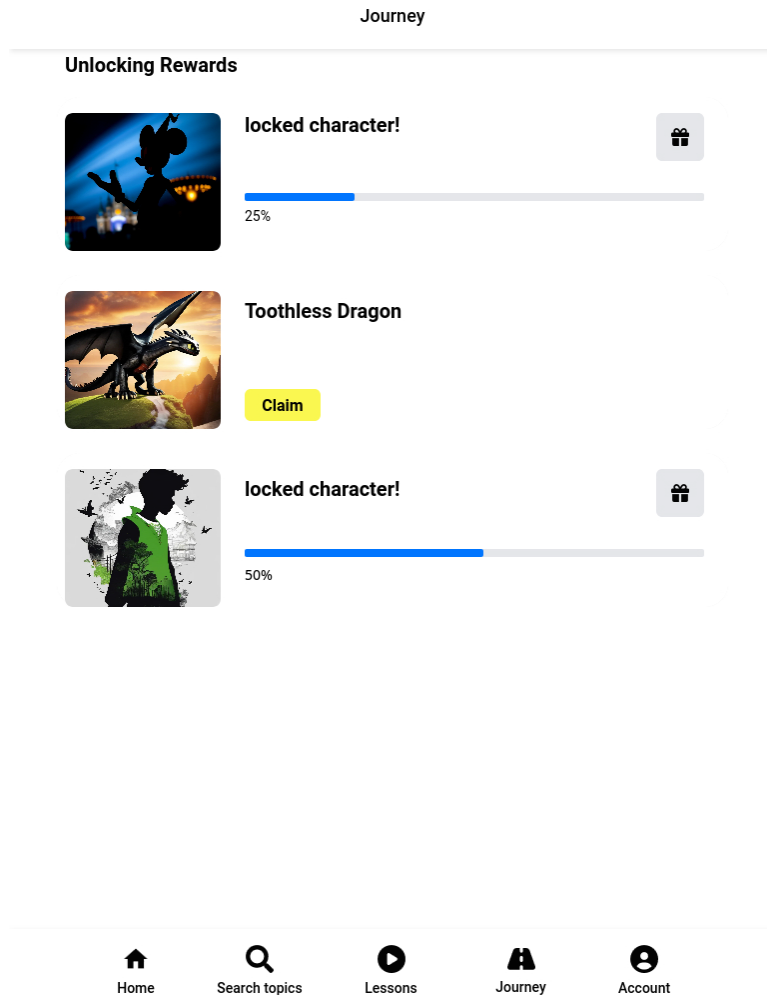 Journey
Unlocking Rewards
locked character!
25%
Toothless Dragon
Claim
locked character!
50%
Home
Search topics
Lessons
Journey
Account